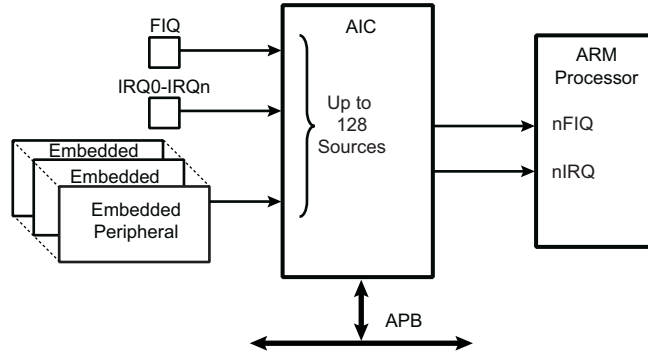 FIQ
IRQ0-IRQn
Embedded
Embedded
Embedded
Peripheral
AIC
Up to
128
Sources
ARM
Processor
nFIQ
nIRQ
APB